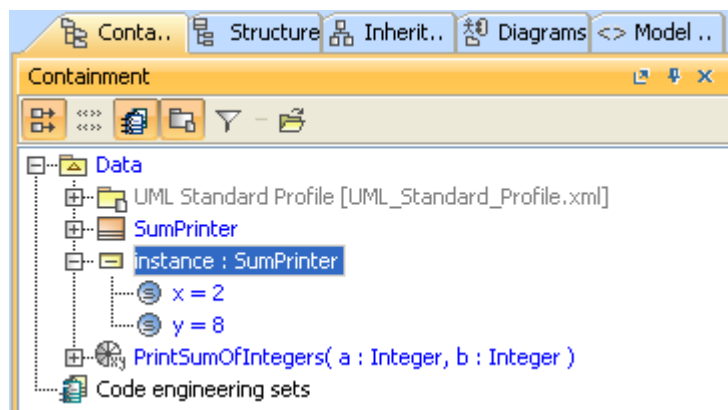 Conta.. Structure Inherit.. Diagrams <> Model ..
Containment
Data
UML Standard Profile [UML_Standard_Profile.xml]
SumPrinter
instance : SumPrinter
x = 2
y = 8
PrintSumOfIntegers( a : Integer, b : Integer )
Code engineering sets